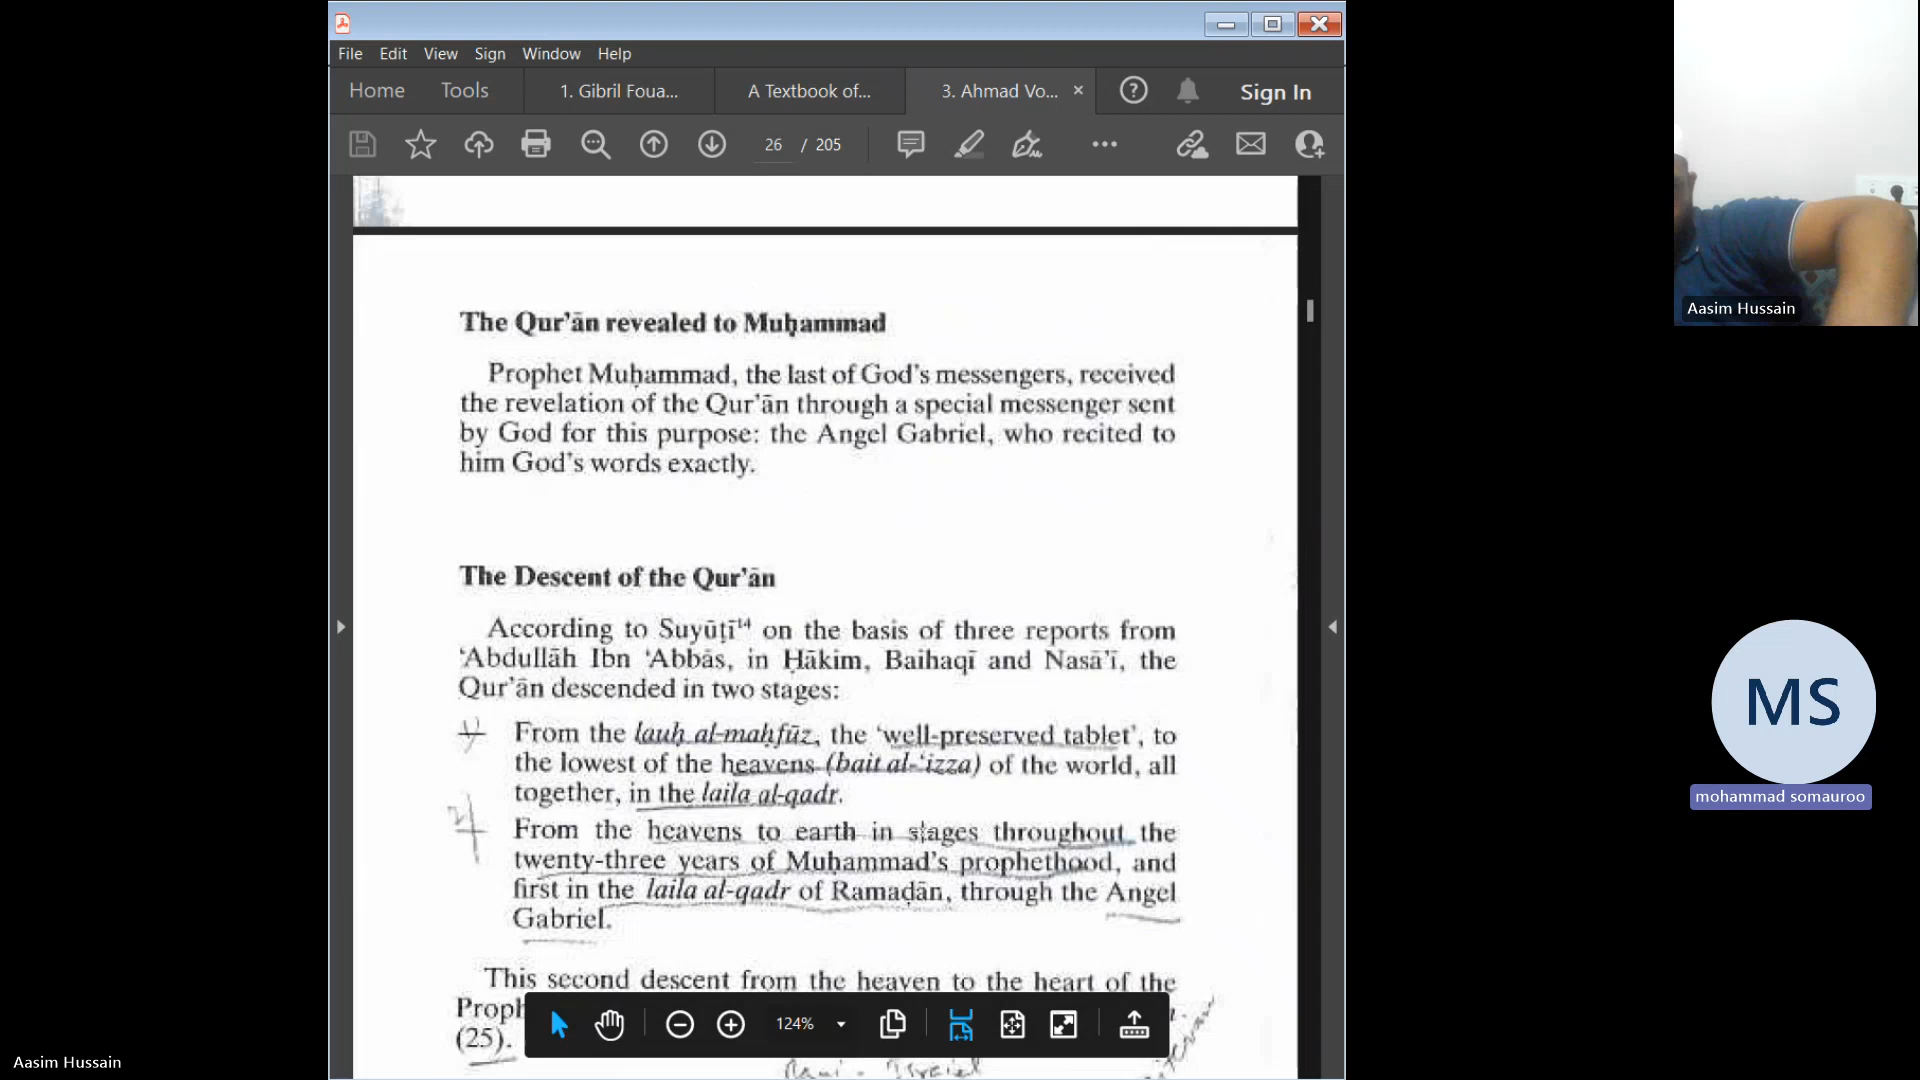 File Edit View Sign Window Help
Home Tools 1. Gibril Foua... A Textbook of... 3. Ahmad Vo... × ? Sign In
26 / 205
The Qur’ān revealed to Muḥammad
Prophet Muḥammad, the last of God’s messengers, received
the revelation of the Qur’ān through a special messenger sent
by God for this purpose: the Angel Gabriel, who recited to
him God’s words exactly.
The Descent of the Qur’ān
According to Suyūṭī¹⁴ on the basis of three reports from
‘Abdullāh Ibn ‘Abbās, in Ḥākim, Baihaqī and Nasā’ī, the
Qur’ān descended in two stages:
From the lauḥ al-maḥfūẓ, the ‘well-preserved tablet’, to
the lowest of the heavens (bait al-‘izza) of the world, all
together, in the laila al-qadr.
From the heavens to earth in stages throughout the
twenty-three years of Muḥammad’s prophethood, and
first in the laila al-qadr of Ramaḍān, through the Angel
Gabriel.
This second descent from the heaven to the heart of the
Proph
(25).
124%
Aasim Hussain
MS
mohammad somauroo
Aasim Hussain